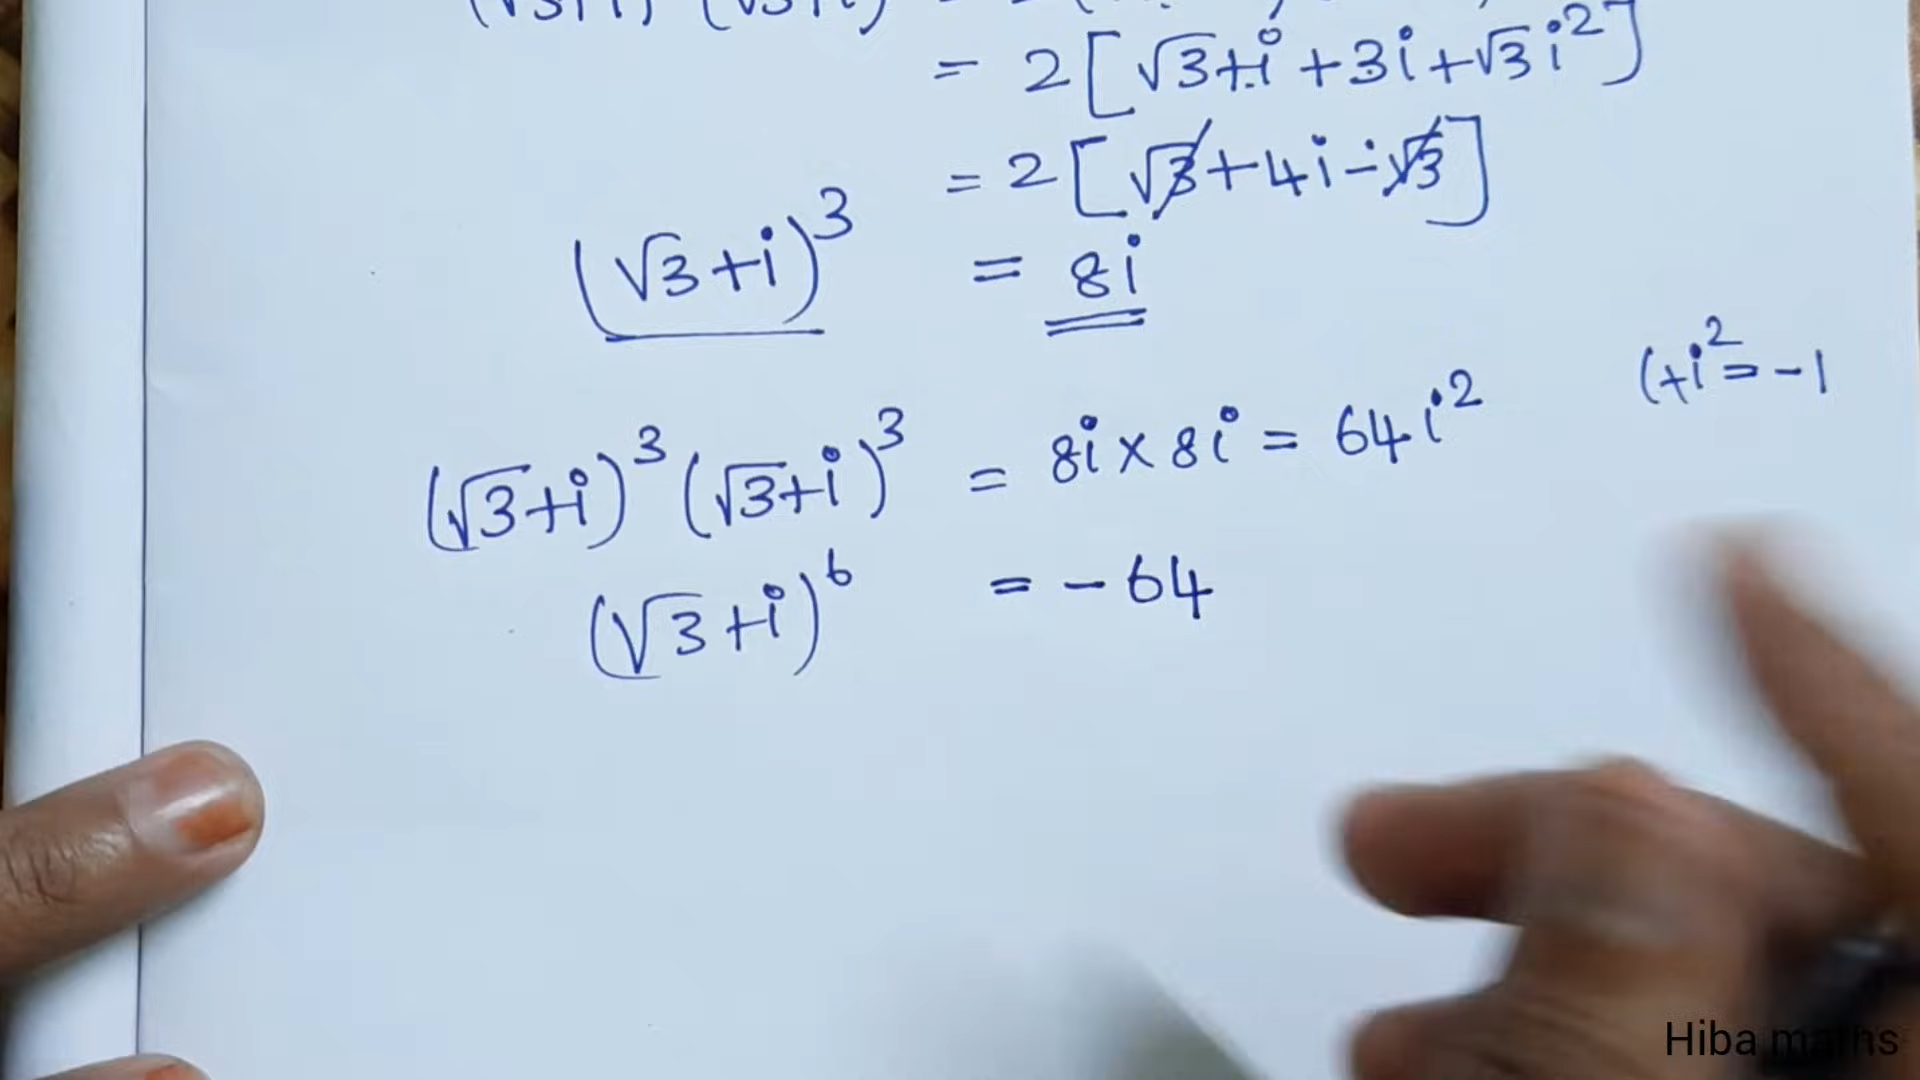 = 2[√3+i+3i+√3i²]
= 2[√3+4i-√3]
(√3+i)³ = 8i
(+i²=-1
(√3+i)³(√3+i)³ = 8i×8i = 64i²
(√3+i)⁶ = -64
Hiba maths